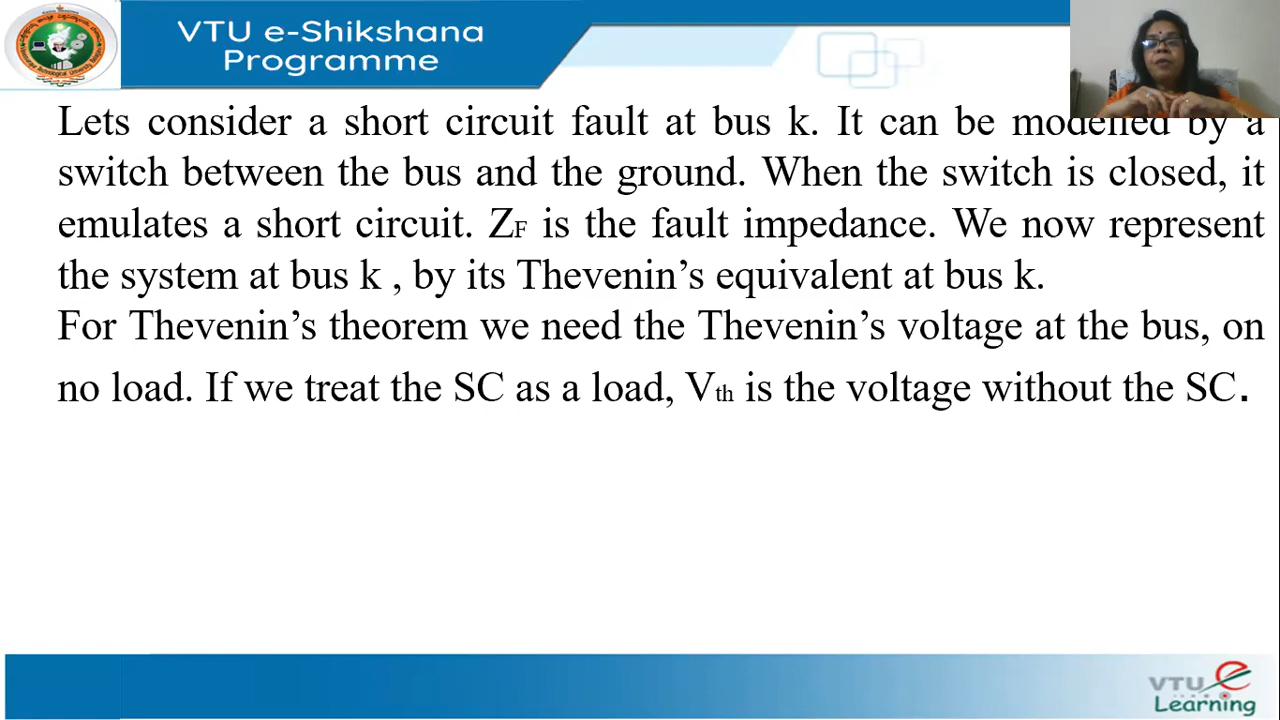 VTU e-Shikshana
Programme
Lets consider a short circuit fault at bus k. It can be modelled by a
switch between the bus and the ground. When the switch is closed, it
emulates a short circuit. ZF is the fault impedance. We now represent
the system at bus k , by its Thevenin’s equivalent at bus k.
For Thevenin’s theorem we need the Thevenin’s voltage at the bus, on
no load. If we treat the SC as a load, Vth is the voltage without the SC.
VTU e
Learning